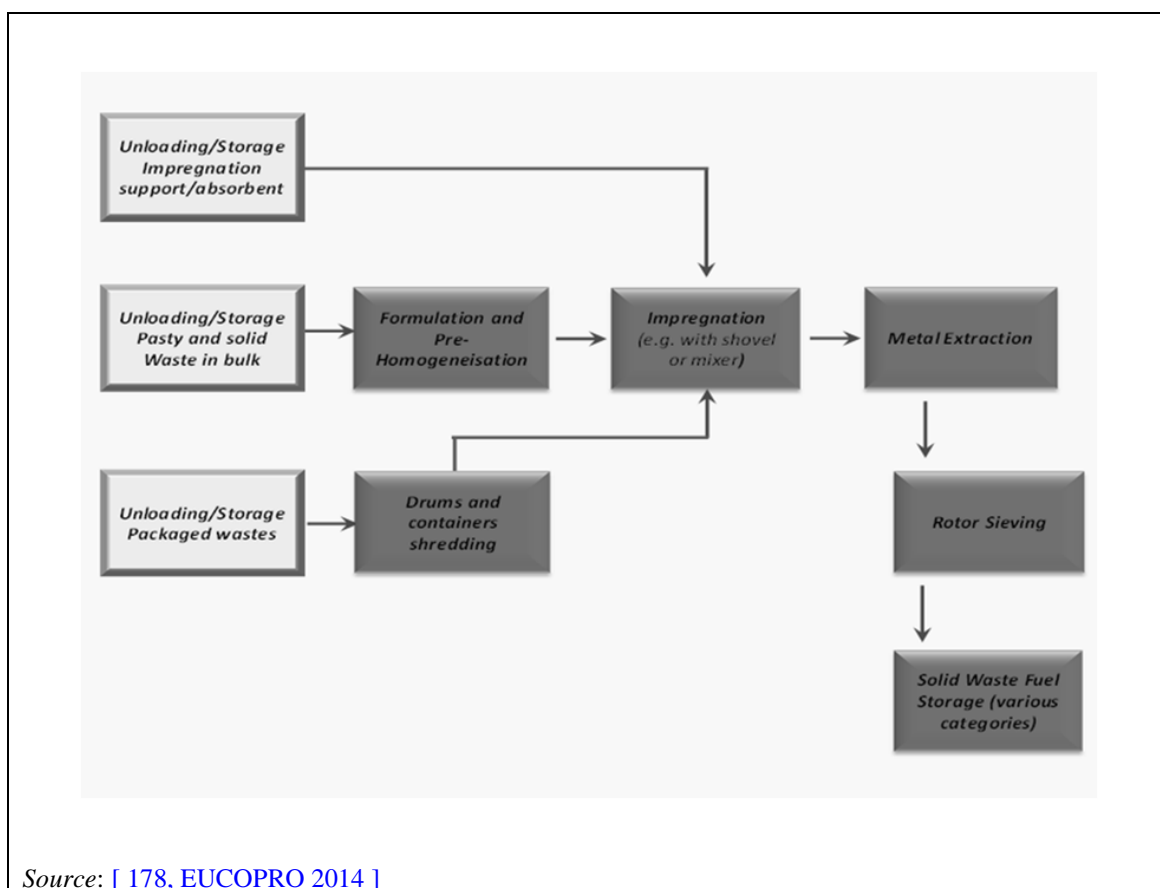 Unloading/Storage
Impregnation
support/absorbent
Unloading/Storage
Pasty and solid
Waste in bulk
Formulation and
Pre-
Homogeneisation
Impregnation
(e.g. with shovel
or mixer)
Metal Extraction
Unloading/Storage
Packaged wastes
Drums and
containers
shredding
Rotor Sieving
Solid Waste Fuel
Storage (various
categories)
Source: [ 178, EUCOPRO 2014 ]